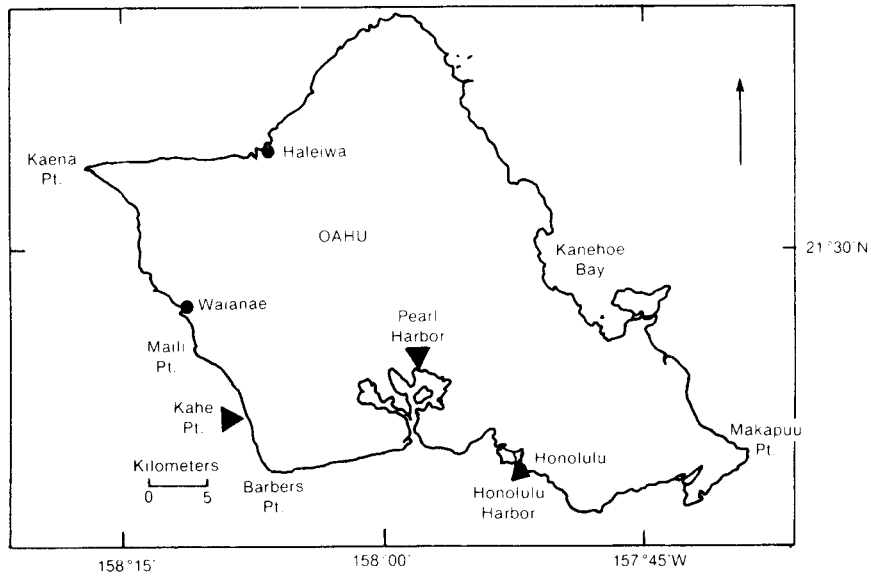 Haleiwa
Kaena
Pt.
OAHU
Kanehoe
Bay
21°30'N
Waianae
Pearl
Harbor
Maili
Pt.
Kahe
Pt.
Makapuu
Pt.
Kilometers
0 5
Barbers
Pt.
Honolulu
Honolulu
Harbor
158°15'
158°00'
157°45'W